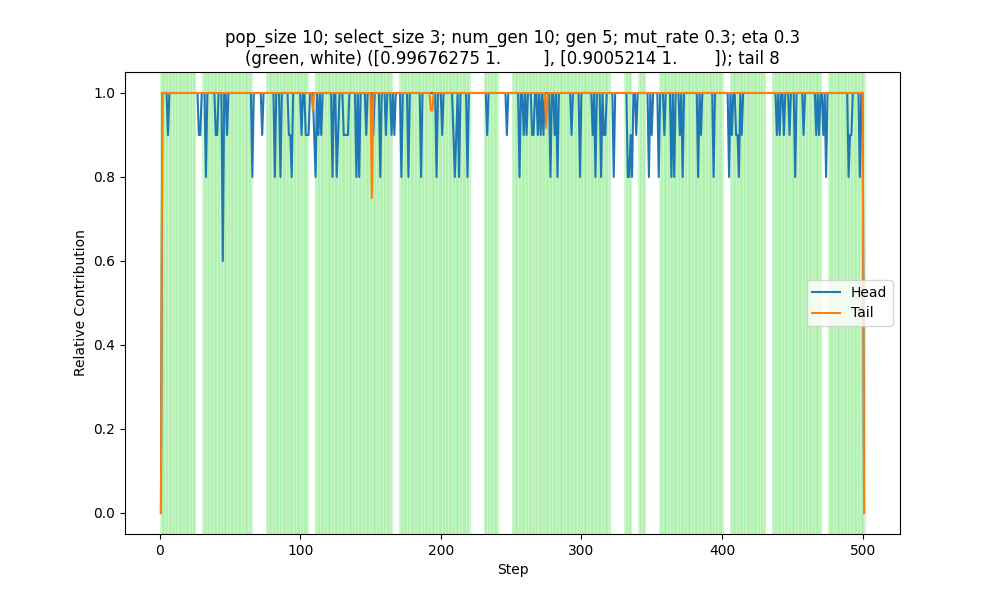 pop_size 10; select_size 3; num_gen 10; gen 5; mut_rate 0.3; eta 0.3
(green, white) ([0.99676275 1.        ], [0.9005214 1.        ]); tail 8
1.0
0.8
0.6
0.4
0.2
0.0
Relative Contribution
Head
Tail
0
100
200
300
400
500
Step